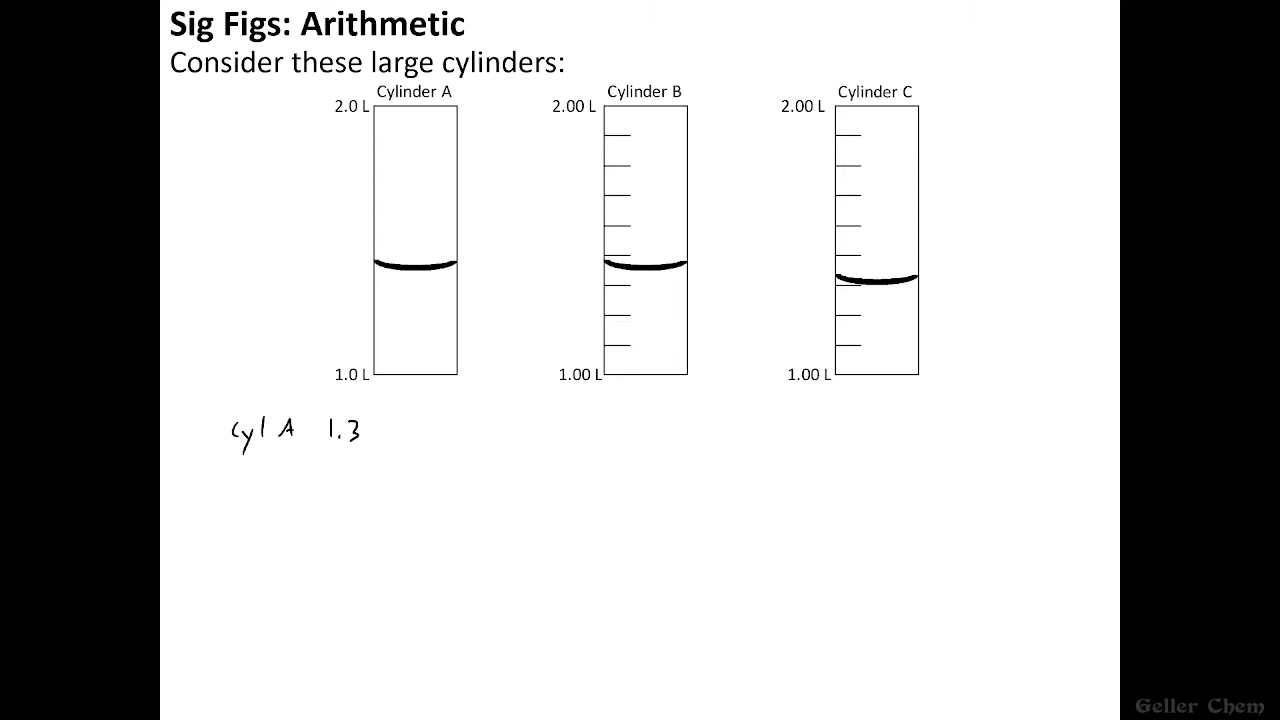 Sig Figs: Arithmetic
Consider these large cylinders:
Cylinder A Cylinder B Cylinder C
2.0 L 2.00 L 2.00 L
1.0 L 1.00 L 1.00 L
Cyl A 1.3
Geller Chem